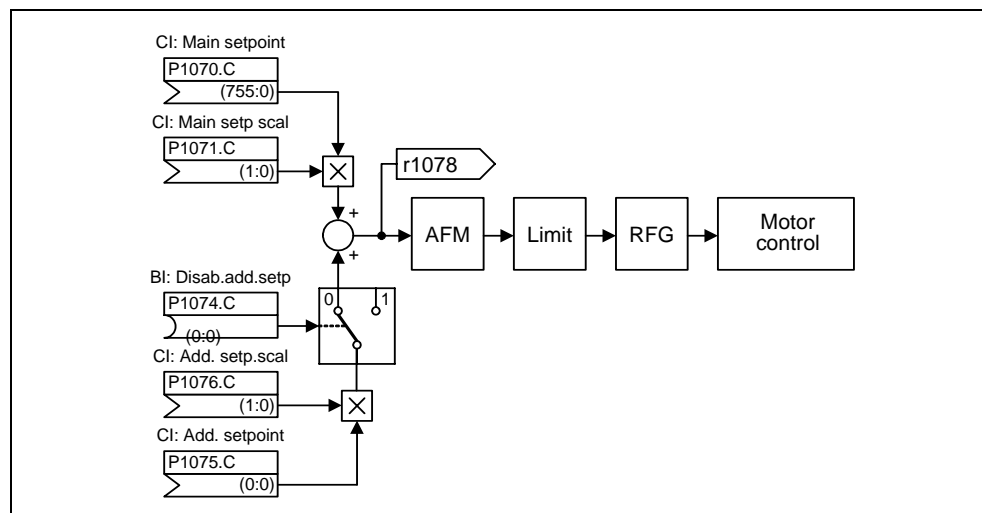 CI: Main setpoint
P1070.C
(755:0)
CI: Main setp scal
P1071.C
(1:0)
r1078
+
+
AFM
Limit
RFG
Motor
control
BI: Disab.add.setp
P1074.C
(0:0)
0
1
CI: Add. setp.scal
P1076.C
(1:0)
CI: Add. setpoint
P1075.C
(0:0)